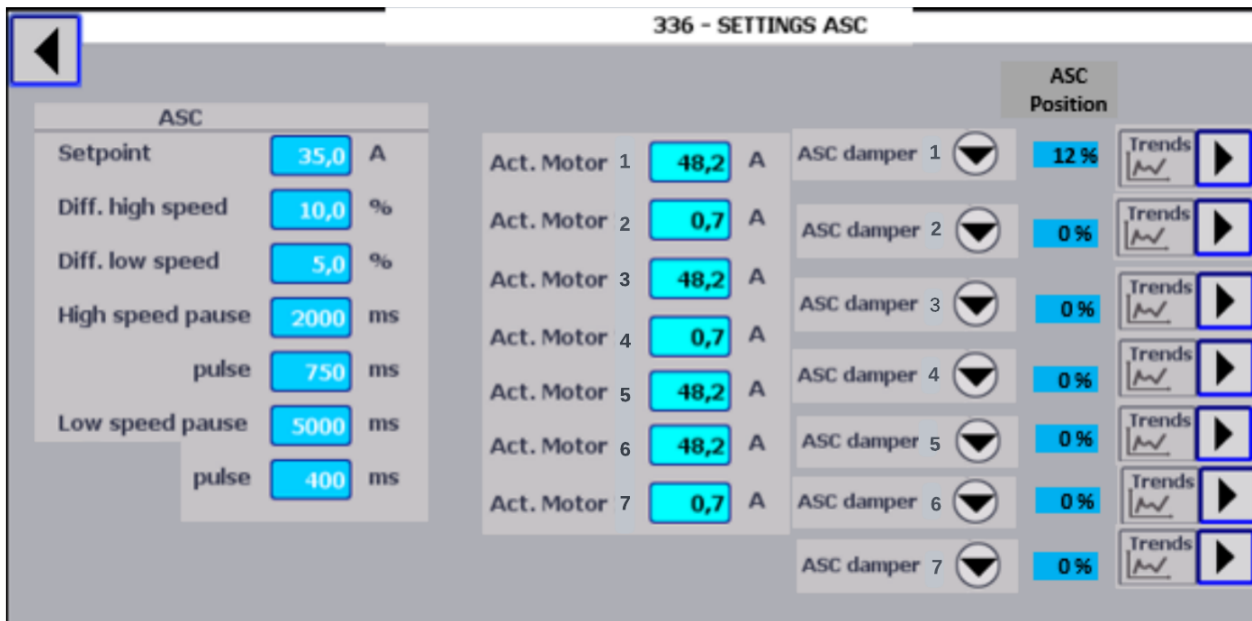 336 - SETTINGS ASC
ASC
Position
ASC
Setpoint 35,0 A
Diff. high speed 10,0 %
Diff. low speed 5,0 %
High speed pause 2000 ms
pulse 750 ms
Low speed pause 5000 ms
pulse 400 ms
Act. Motor 1 48,2 A
Act. Motor 2 0,7 A
Act. Motor 3 48,2 A
Act. Motor 4 0,7 A
Act. Motor 5 48,2 A
Act. Motor 6 48,2 A
Act. Motor 7 0,7 A
ASC damper 1 12 % Trends
ASC damper 2 0 % Trends
ASC damper 3 0 % Trends
ASC damper 4 0 % Trends
ASC damper 5 0 % Trends
ASC damper 6 0 % Trends
ASC damper 7 0 % Trends